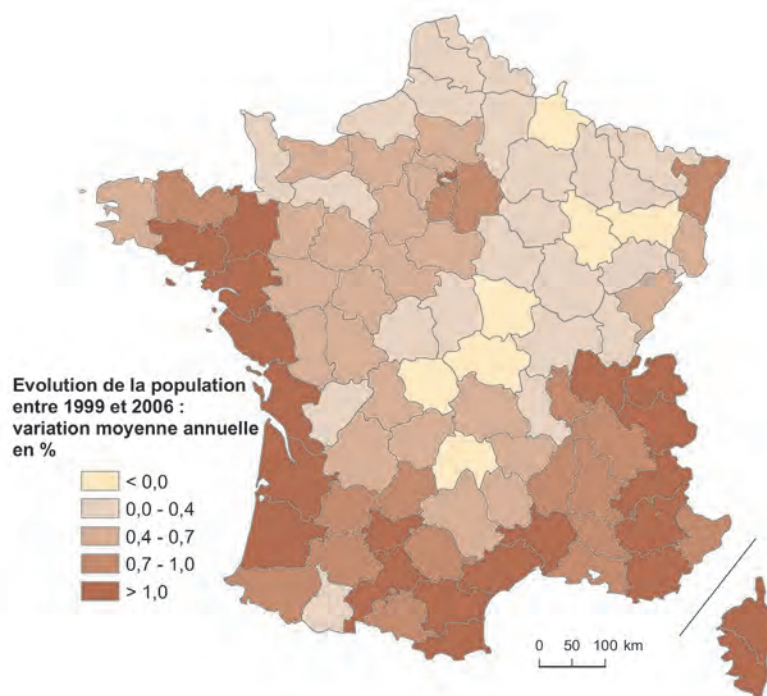 Evolution de la population
entre 1999 et 2006 :
variation moyenne annuelle
en %
< 0,0
0,0 - 0,4
0,4 - 0,7
0,7 - 1,0
> 1,0
0 50 100 km